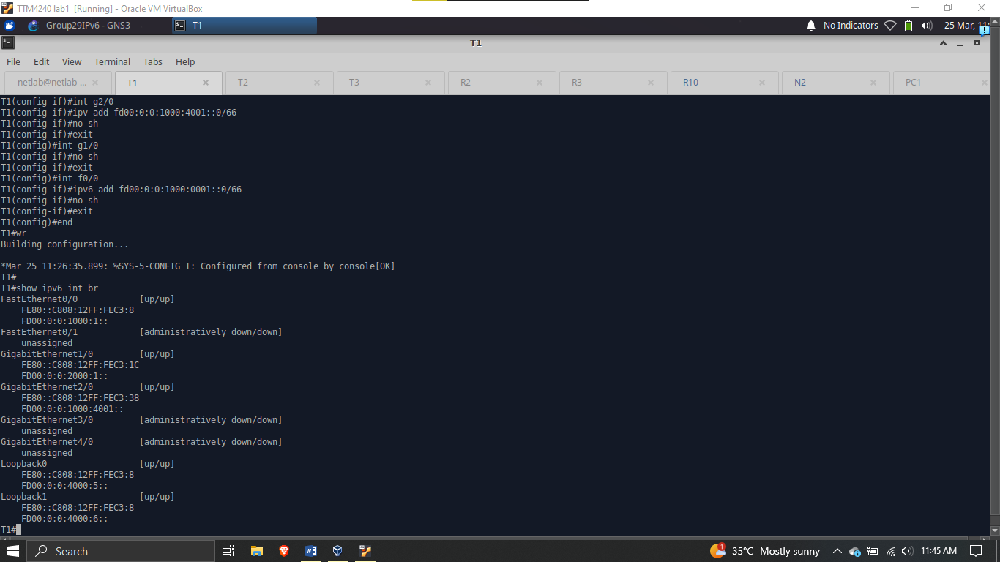 TTM4240 lab1 [Running] - Oracle VM VirtualBox
Group29IPv6 - GNS3
T1
No Indicators
25 Mar, 11:
T1
File Edit View Terminal Tabs Help
netlab@netlab-... T1 T2 T3 R2 R3 R10 N2 PC1
T1(config-if)#int g2/0
T1(config-if)#ipv add fd00:0:0:1000:4001::0/66
T1(config-if)#no sh
T1(config-if)#exit
T1(config)#int g1/0
T1(config-if)#no sh
T1(config-if)#exit
T1(config)#int f0/0
T1(config-if)#ipv6 add fd00:0:0:1000:0001::0/66
T1(config-if)#no sh
T1(config-if)#exit
T1(config)#end
T1#wr
Building configuration...
*Mar 25 11:26:35.899: %SYS-5-CONFIG_I: Configured from console by console[OK]
T1#
T1#show ipv6 int br
FastEthernet0/0 [up/up]
FE80::C808:12FF:FEC3:8
FD00:0:0:1000:1::
FastEthernet0/1 [administratively down/down]
unassigned
GigabitEthernet1/0 [up/up]
FE80::C808:12FF:FEC3:1C
FD00:0:0:2000:1::
GigabitEthernet2/0 [up/up]
FE80::C808:12FF:FEC3:38
FD00:0:0:1000:4001::
GigabitEthernet3/0 [administratively down/down]
unassigned
GigabitEthernet4/0 [administratively down/down]
unassigned
Loopback0 [up/up]
FE80::C808:12FF:FEC3:8
FD00:0:0:4000:5::
Loopback1 [up/up]
FE80::C808:12FF:FEC3:8
FD00:0:0:4000:6::
T1#
Search
1
35°C Mostly sunny
11:45 AM